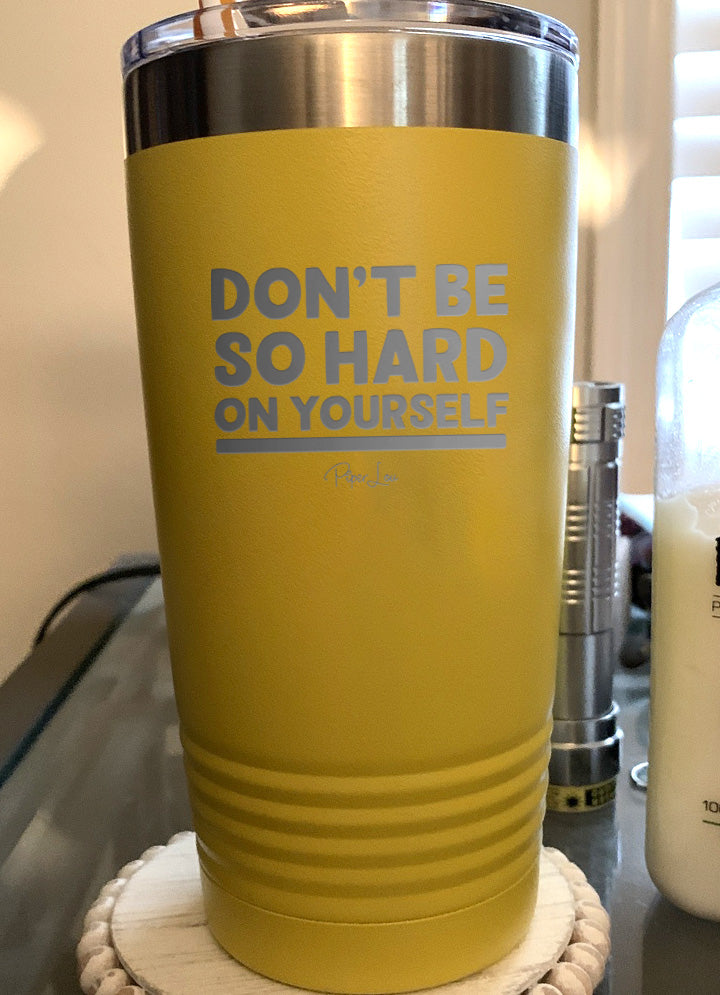 DON'T BE
SO HARD
ON YOURSELF
Piper Lou